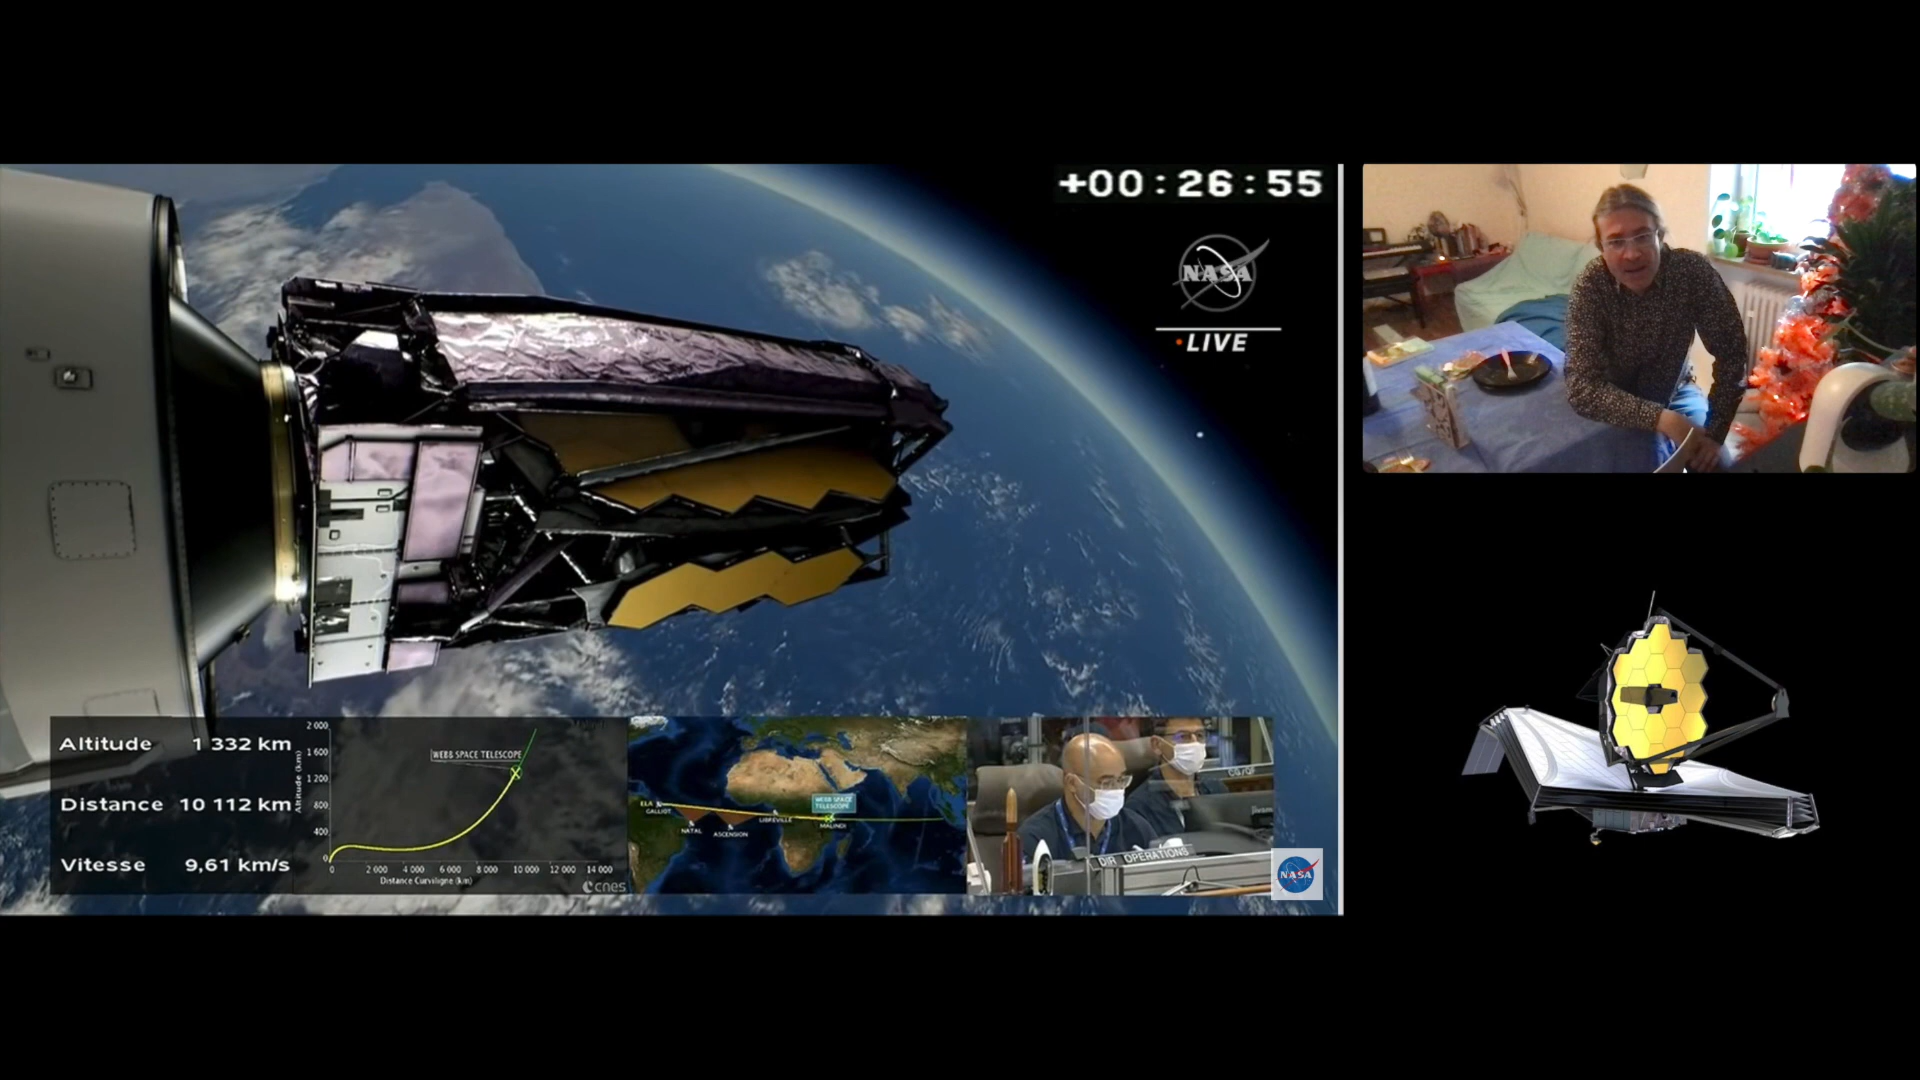 +00:26:55
NASA
LIVE
Altitude 1 332 km
Distance 10 112 km
Vitesse 9,61 km/s
Altitude (km)
2 000
1 600
1 200
800
400
0
WEBB SPACE TELESCOPE
0 2 000 4 000 6 000 8 000 10 000 12 000 14 000
Distance Curviligne (km)
cnes
ELA
GALLIOT
NATAL
ASCENSION
LIBREVILLE
WEBB SPACE
TELESCOPE
MALINDI
DIR OPERATIONS
NASA